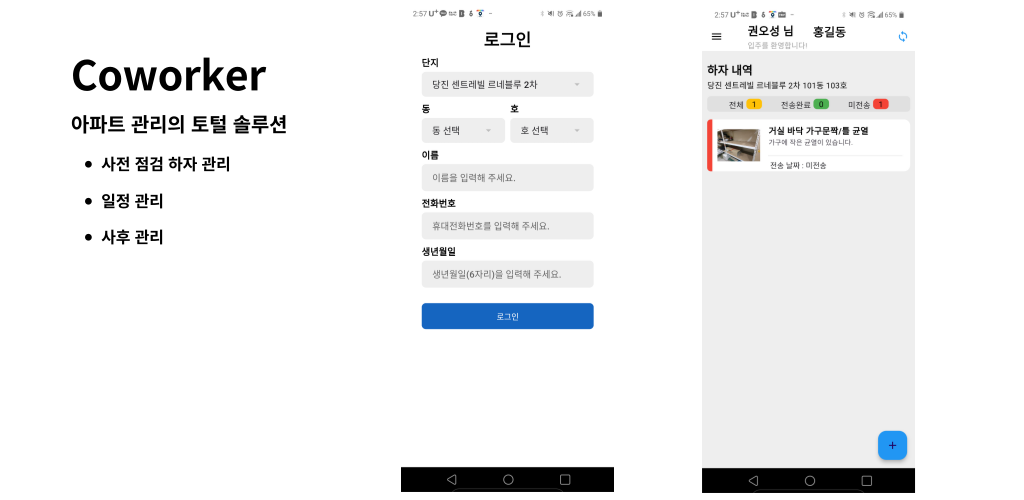 Coworker
아파트 관리의 토털 솔루션
• 사전 점검 하자 관리
• 일정 관리
• 사후 관리
2:57 U+
65%
로그인
단지
당진 센트레빌 르네블루 2차
동 호
동 선택 호 선택
이름
이름을 입력해 주세요.
전화번호
휴대전화번호를 입력해 주세요.
생년월일
생년월일(6자리)을 입력해 주세요.
로그인
2:57 U+
65%
권오성 님 홍길동
입주를 환영합니다!
하자 내역
당진 센트레빌 르네블루 2차 101동 103호
전체 1 전송완료 0 미전송 1
거실 바닥 가구문짝/틀 균열
가구에 작은 균열이 있습니다.
전송 날짜 : 미전송
+